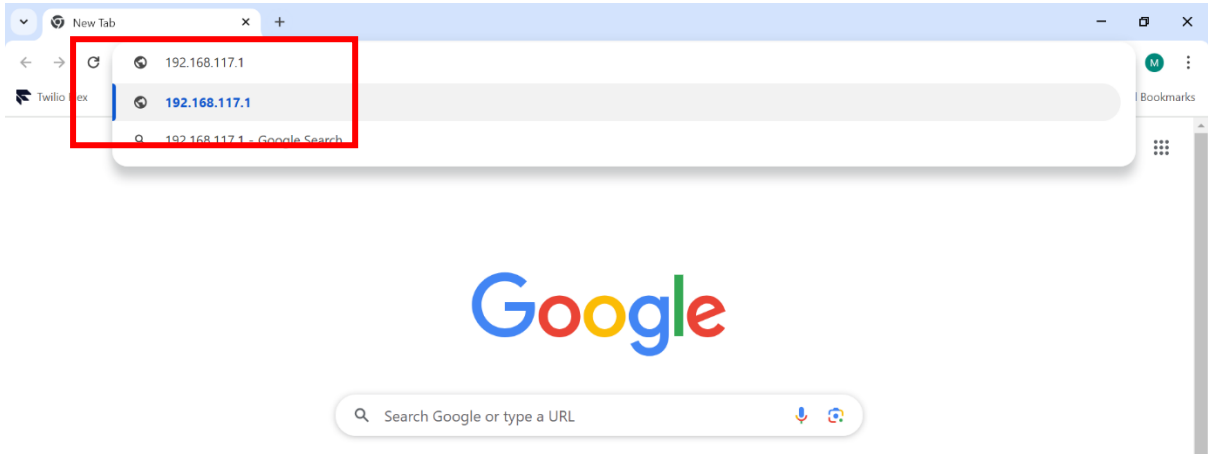 New Tab
192.168.117.1
M
Twilio
ex
192.168.117.1
Bookmarks
192.168.117.1 - Google Search
Google
Search Google or type a URL